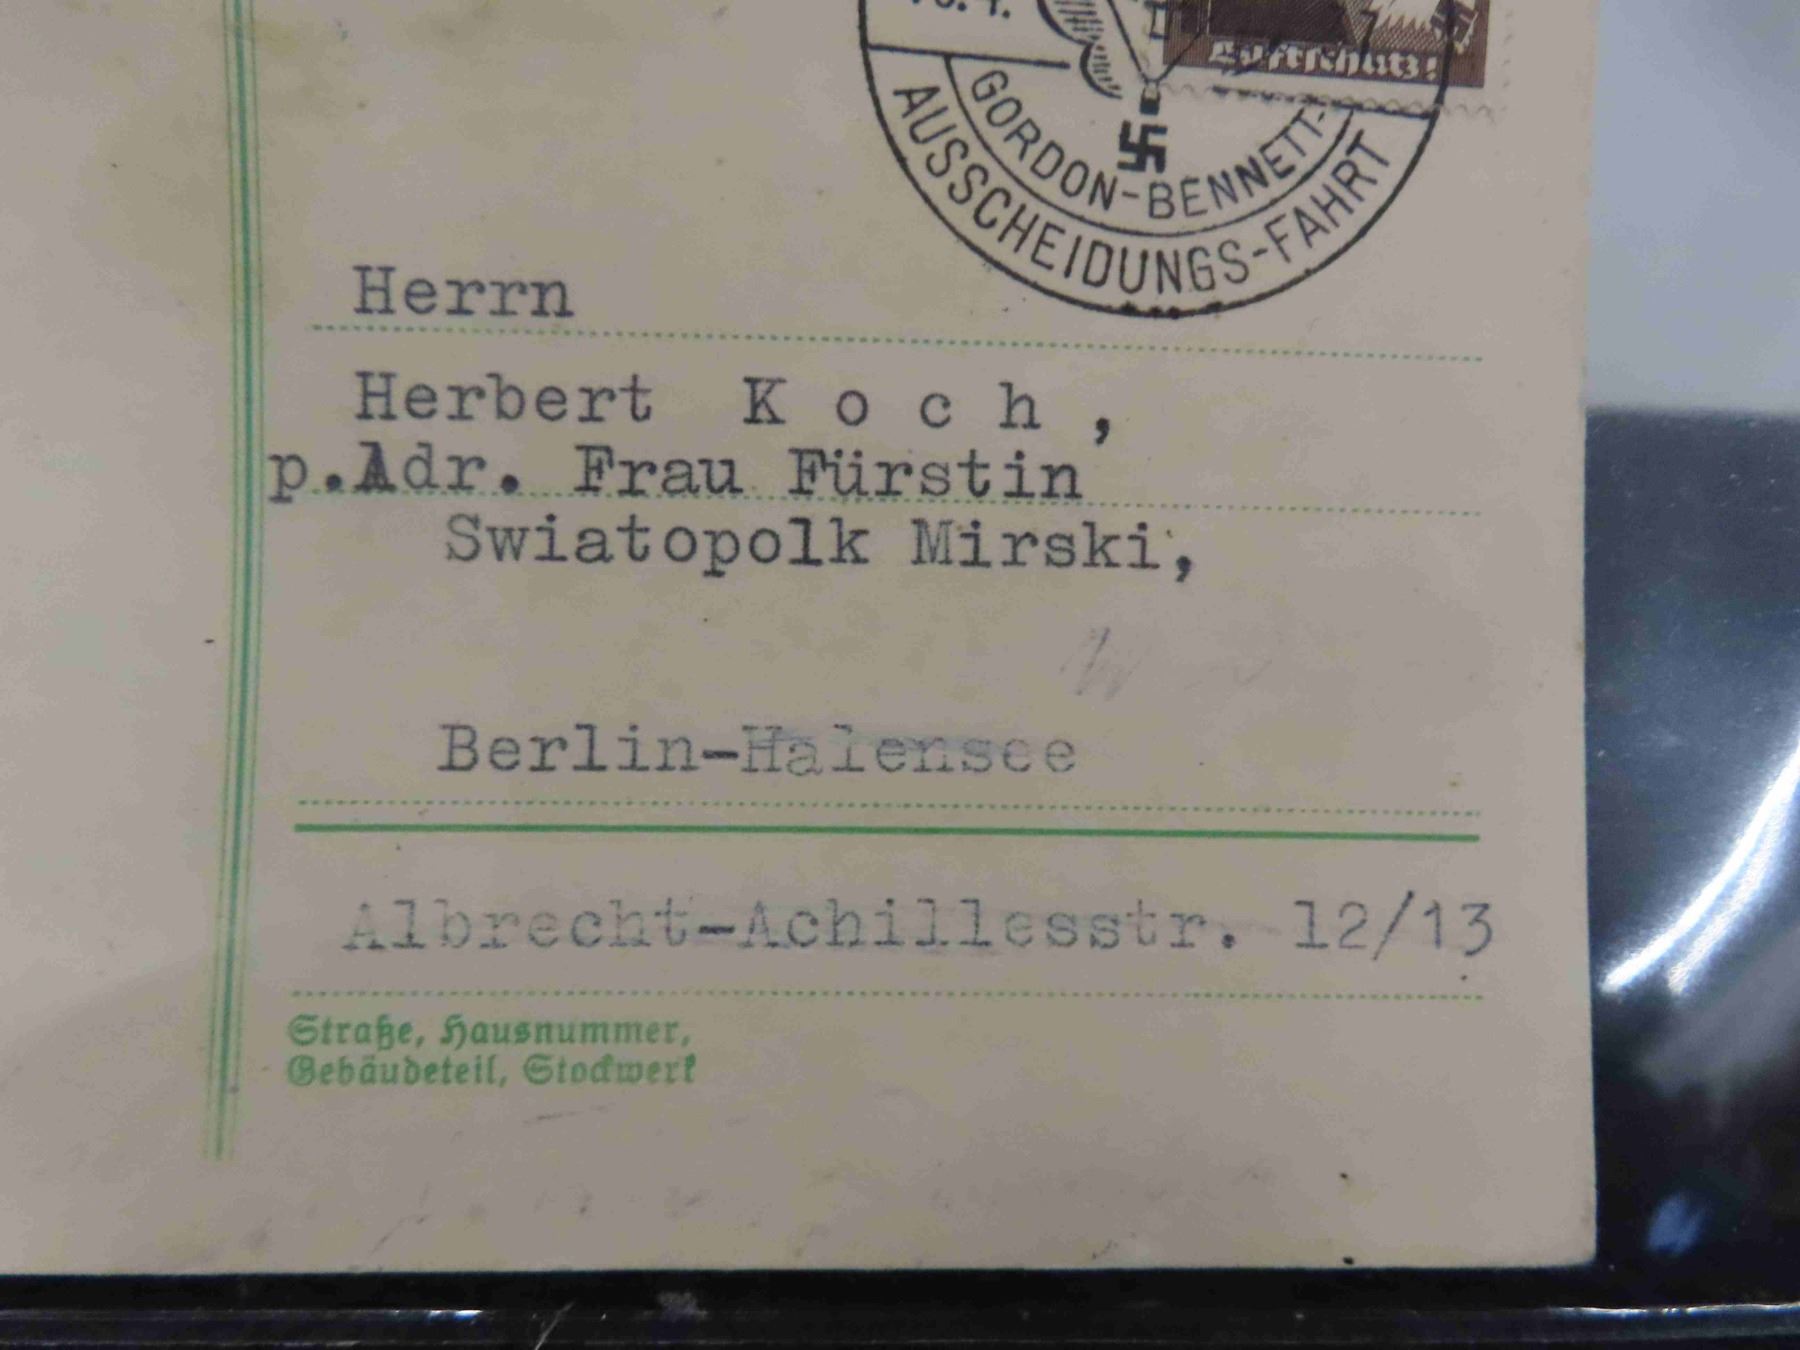 Luftschutz!
GORDON-BENNETT-
AUSSCHEIDUNGS-FAHRT
Herrn
Herbert K o c h ,
p.Adr. Frau Fürstin
Swiatopolk Mirski,
Berlin-Halensee
Albrecht-Achillesstr. 12/13
Straße, Hausnummer,
Gebäudeteil, Stockwerk